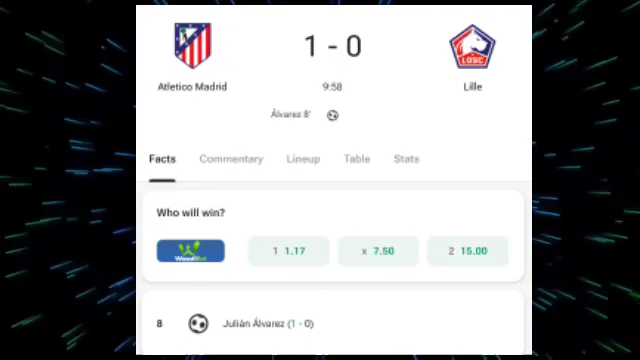 1 - 0
Atletico Madrid
9:58
Lille
LOSC
Álvarez 8'
Facts Commentary Lineup Table Stats
Who will win?
1 1.17 x 7.50 2 15.00
8 Julián Álvarez (1 - 0)